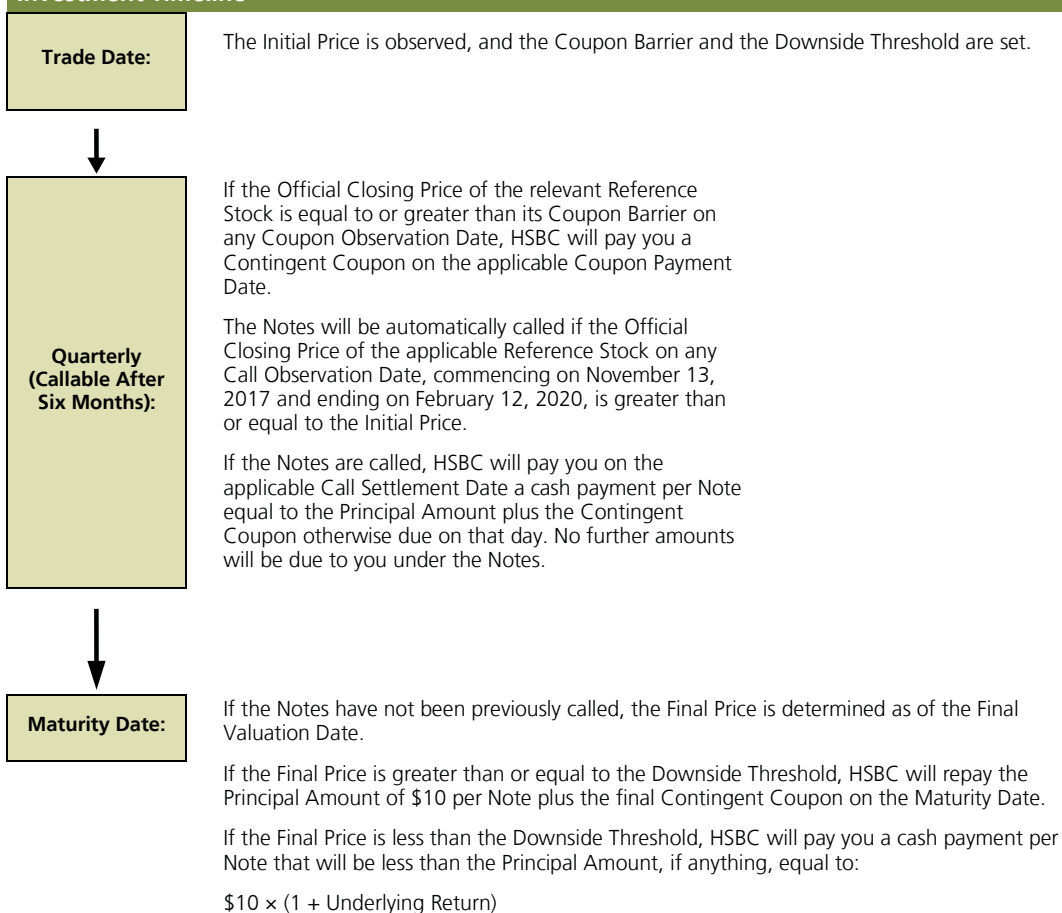 Trade Date:
The Initial Price is observed, and the Coupon Barrier and the Downside Threshold are set.
Quarterly
(Callable After
Six Months):
If the Official Closing Price of the relevant Reference
Stock is equal to or greater than its Coupon Barrier on
any Coupon Observation Date, HSBC will pay you a
Contingent Coupon on the applicable Coupon Payment
Date.
The Notes will be automatically called if the Official
Closing Price of the applicable Reference Stock on any
Call Observation Date, commencing on November 13,
2017 and ending on February 12, 2020, is greater than
or equal to the Initial Price.
If the Notes are called, HSBC will pay you on the
applicable Call Settlement Date a cash payment per Note
equal to the Principal Amount plus the Contingent
Coupon otherwise due on that day. No further amounts
will be due to you under the Notes.
Maturity Date:
If the Notes have not been previously called, the Final Price is determined as of the Final
Valuation Date.
If the Final Price is greater than or equal to the Downside Threshold, HSBC will repay the
Principal Amount of $10 per Note plus the final Contingent Coupon on the Maturity Date.
If the Final Price is less than the Downside Threshold, HSBC will pay you a cash payment per
Note that will be less than the Principal Amount, if anything, equal to:
$10 × (1 + Underlying Return)